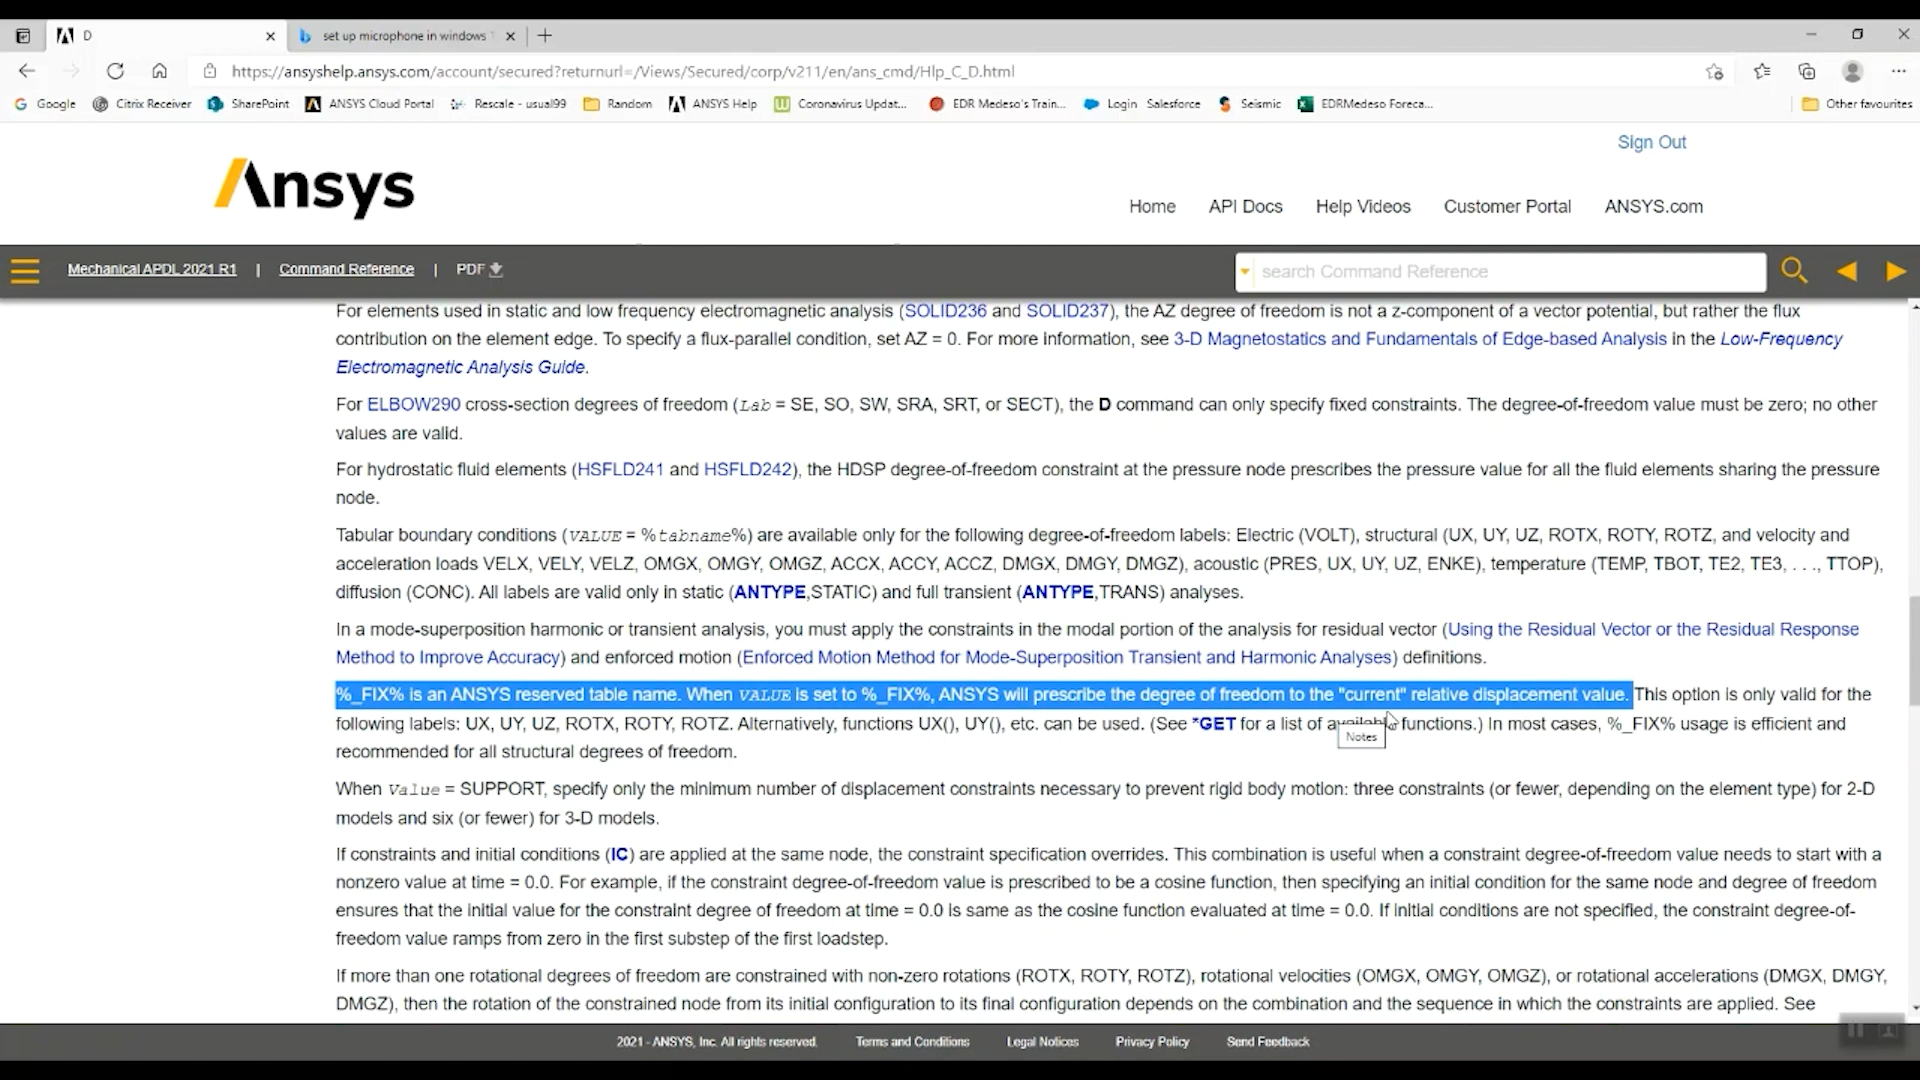 D
set up microphone in windows
https://ansyshelp.ansys.com/account/secured?returnurl=/Views/Secured/corp/v211/en/ans_cmd/Hlp_C_D.html
Google Citrix Receiver SharePoint ANSYS Cloud Portal Rescale - usual99 Random ANSYS Help Coronavirus Updat... EDR Medeso's Train... Login Salesforce Seismic EDRMedeso Foreca... Other favourites
Sign Out
Ansys
Home API Docs Help Videos Customer Portal ANSYS.com
Mechanical APDL 2021 R1 | Command Reference | PDF search Command Reference
For elements used in static and low frequency electromagnetic analysis (SOLID236 and SOLID237), the AZ degree of freedom is not a z-component of a vector potential, but rather the flux
contribution on the element edge. To specify a flux-parallel condition, set AZ = 0. For more information, see 3-D Magnetostatics and Fundamentals of Edge-based Analysis in the Low-Frequency
Electromagnetic Analysis Guide.
For ELBOW290 cross-section degrees of freedom (Lab = SE, SO, SW, SRA, SRT, or SECT), the D command can only specify fixed constraints. The degree-of-freedom value must be zero; no other
values are valid.
For hydrostatic fluid elements (HSFLD241 and HSFLD242), the HDSP degree-of-freedom constraint at the pressure node prescribes the pressure value for all the fluid elements sharing the pressure
node.
Tabular boundary conditions (VALUE = %tabname%) are available only for the following degree-of-freedom labels: Electric (VOLT), structural (UX, UY, UZ, ROTX, ROTY, ROTZ, and velocity and
acceleration loads VELX, VELY, VELZ, OMGX, OMGY, OMGZ, ACCX, ACCY, ACCZ, DMGX, DMGY, DMGZ), acoustic (PRES, UX, UY, UZ, ENKE), temperature (TEMP, TBOT, TE2, TE3, . . ., TTOP),
diffusion (CONC). All labels are valid only in static (ANTYPE,STATIC) and full transient (ANTYPE,TRANS) analyses.
In a mode-superposition harmonic or transient analysis, you must apply the constraints in the modal portion of the analysis for residual vector (Using the Residual Vector or the Residual Response
Method to Improve Accuracy) and enforced motion (Enforced Motion Method for Mode-Superposition Transient and Harmonic Analyses) definitions.
%_FIX% is an ANSYS reserved table name. When VALUE is set to %_FIX%, ANSYS will prescribe the degree of freedom to the "current" relative displacement value. This option is only valid for the
following labels: UX, UY, UZ, ROTX, ROTY, ROTZ. Alternatively, functions UX(), UY(), etc. can be used. (See *GET for a list of available functions.) In most cases, %_FIX% usage is efficient and
Notes
recommended for all structural degrees of freedom.
When Value = SUPPORT, specify only the minimum number of displacement constraints necessary to prevent rigid body motion: three constraints (or fewer, depending on the element type) for 2-D
models and six (or fewer) for 3-D models.
If constraints and initial conditions (IC) are applied at the same node, the constraint specification overrides. This combination is useful when a constraint degree-of-freedom value needs to start with a
nonzero value at time = 0.0. For example, if the constraint degree-of-freedom value is prescribed to be a cosine function, then specifying an initial condition for the same node and degree of freedom
ensures that the initial value for the constraint degree of freedom at time = 0.0 is same as the cosine function evaluated at time = 0.0. If initial conditions are not specified, the constraint degree-of-
freedom value ramps from zero in the first substep of the first loadstep.
If more than one rotational degrees of freedom are constrained with non-zero rotations (ROTX, ROTY, ROTZ), rotational velocities (OMGX, OMGY, OMGZ), or rotational accelerations (DMGX, DMGY,
DMGZ), then the rotation of the constrained node from its initial configuration to its final configuration depends on the combination and the sequence in which the constraints are applied. See
2021 - ANSYS, Inc. All rights reserved. Terms and Conditions Legal Notices Privacy Policy Send Feedback